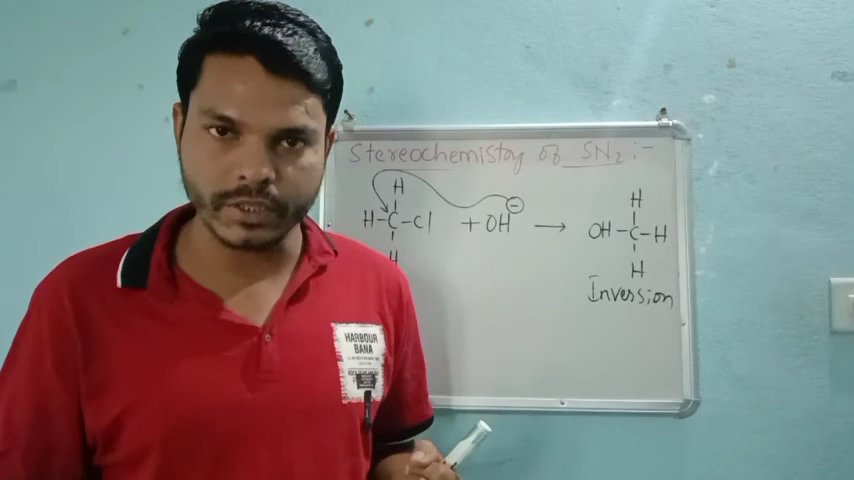 Stereochemistry of SN2 :-
H
H-C-Cl + OH⊖ →
H
H
OH-C-H
H
Inversion
HARBOUR
BANA